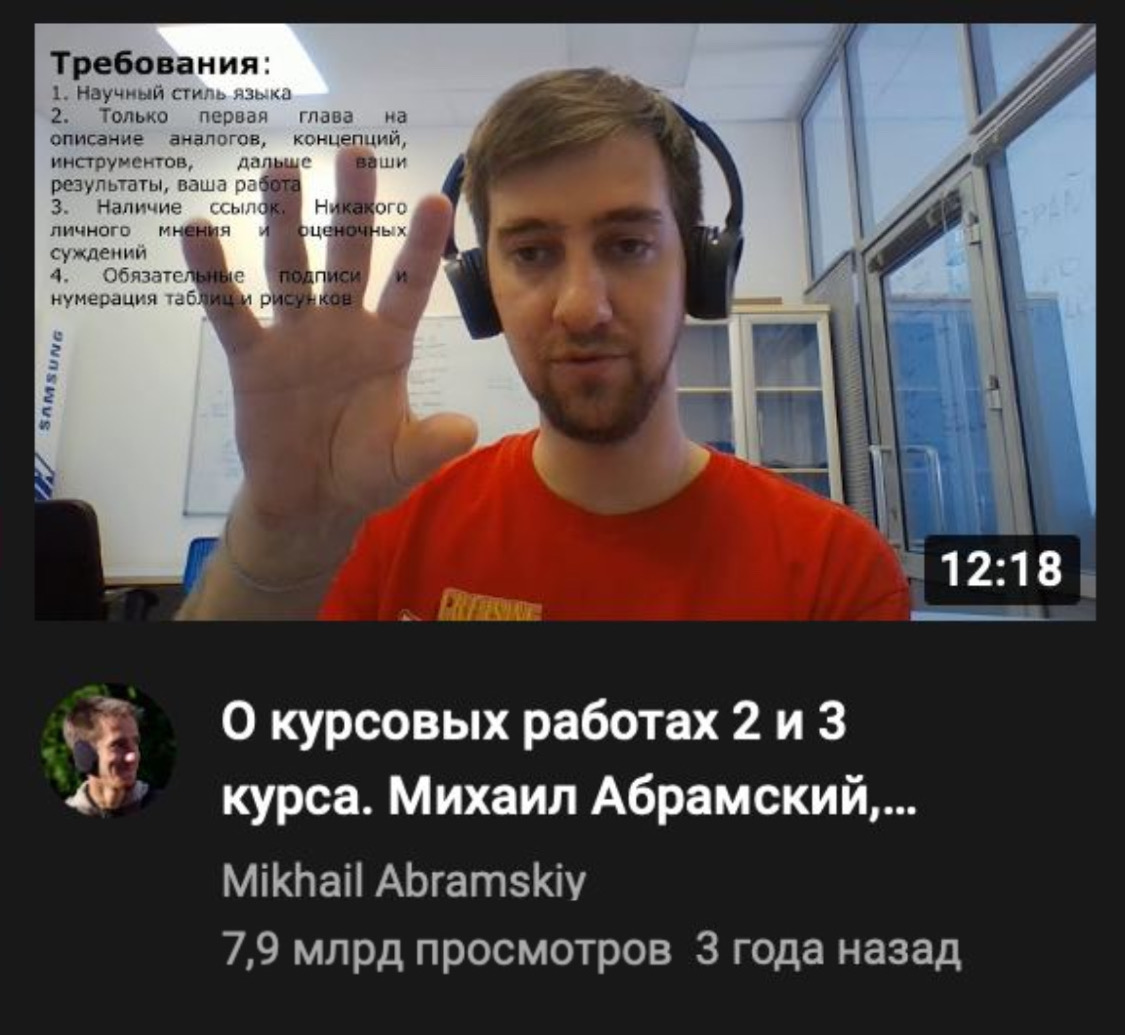 Требования:
1. Научный стиль языка
2. Только первая глава на
описание аналогов, концепций,
инструментов, дальше ваши
результаты, ваша работа
3. Наличие ссылок. Никакого
личного мнения и оценочных
суждений
4. Обязательные подписи и
нумерация таблиц и рисунков
SAMSUNG
12:18
О курсовых работах 2 и 3
курса. Михаил Абрамский,...
Mikhail Abramskiy
7,9 млрд просмотров 3 года назад